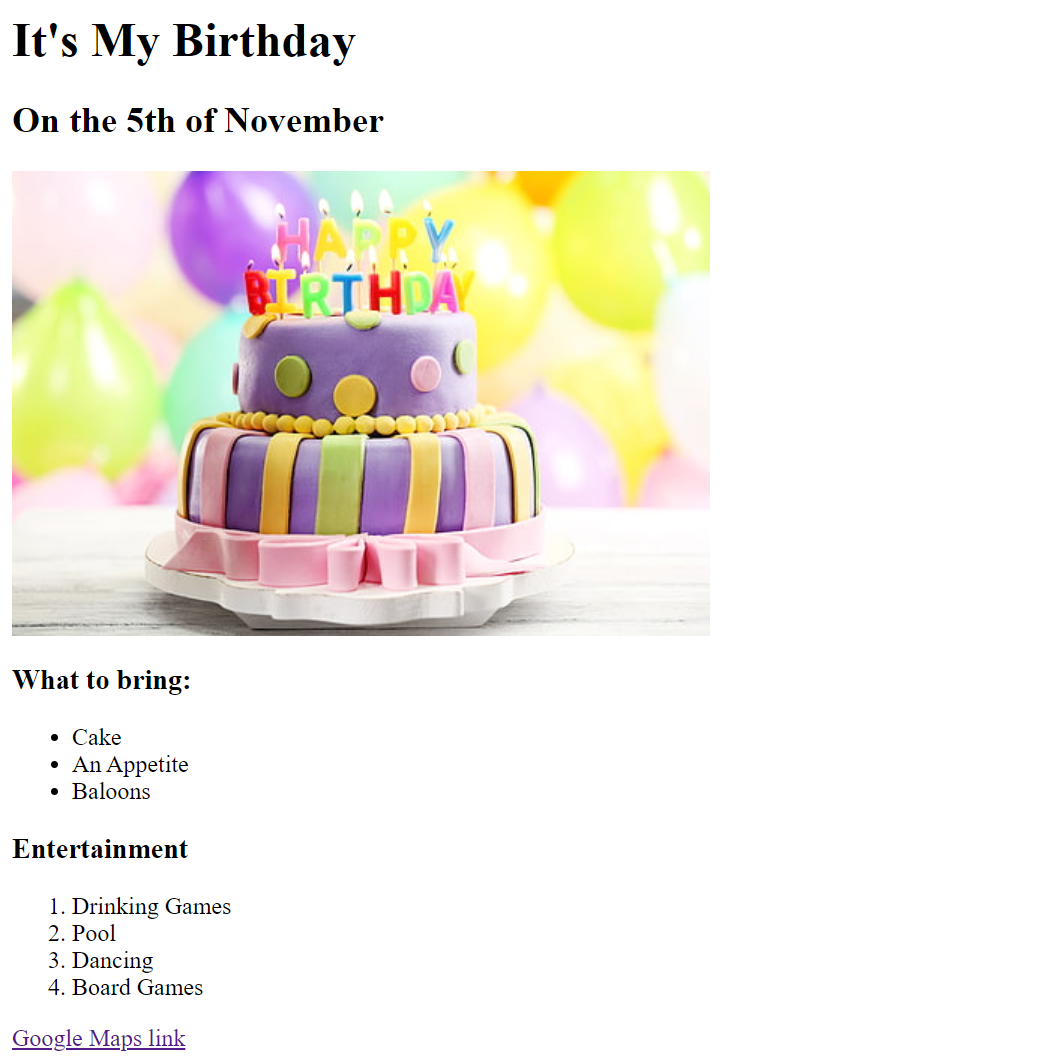 It's My Birthday
On the 5th of November
HAPPY
BIRTHDAY
What to bring:
Cake
An Appetite
Baloons
Entertainment
1. Drinking Games
2. Pool
3. Dancing
4. Board Games
Google Maps link